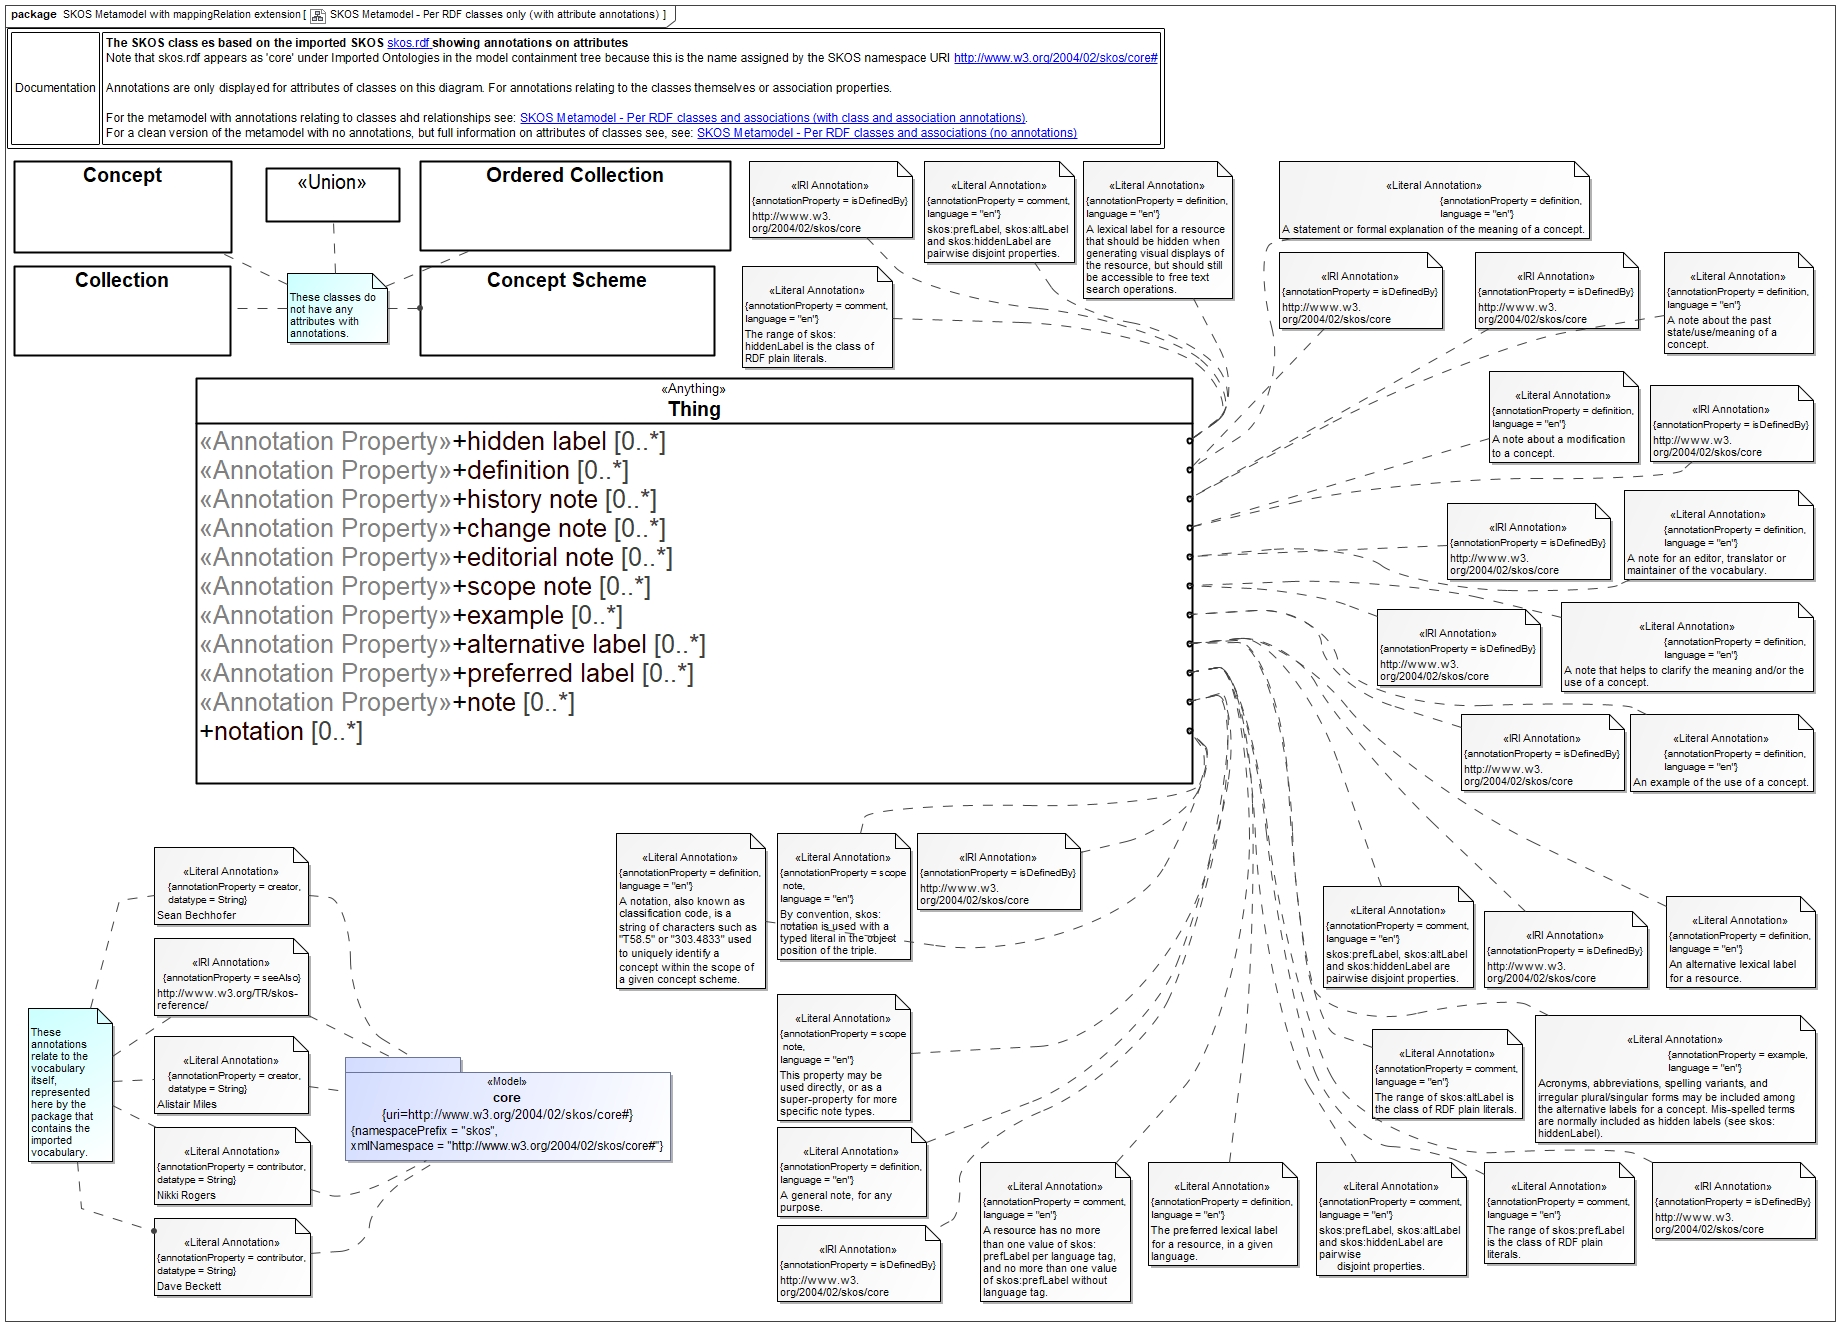 package SKOS Metamodel with mappingRelation extension [ SKOS Metamodel - Per RDF classes only (with attribute annotations) ]
Documentation
The SKOS class es based on the imported SKOS skos.rdf showing annotations on attributes
Note that skos.rdf appears as 'core' under Imported Ontologies in the model containment tree because this is the name assigned by the SKOS namespace URI http://www.w3.org/2004/02/skos/core#
Annotations are only displayed for attributes of classes on this diagram. For annotations relating to the classes themselves or association properties.
For the metamodel with annotations relating to classes and relationships see: SKOS Metamodel - Per RDF classes and associations (with class and association annotations).
For a clean version of the metamodel with no annotations, but full information on attributes of classes see, see: SKOS Metamodel - Per RDF classes and associations (no annotations)
Concept
«Union»
Ordered Collection
Collection
These classes do
not have any
attributes with
annotations.
Concept Scheme
«IRI Annotation»
{annotationProperty = isDefinedBy}
http://www.w3.
org/2004/02/skos/core
«Literal Annotation»
{annotationProperty = comment,
language = "en"}
skos:prefLabel, skos:altLabel
and skos:hiddenLabel are
pairwise disjoint properties.
«Literal Annotation»
{annotationProperty = definition,
language = "en"}
A lexical label for a resource
that should be hidden when
generating visual displays of
the resource, but should still
be accessible to free text
search operations.
«Literal Annotation»
{annotationProperty = comment,
language = "en"}
The range of skos:
hiddenLabel is the class of
RDF plain literals.
«Literal Annotation»
{annotationProperty = definition,
language = "en"}
A statement or formal explanation of the meaning of a concept.
«IRI Annotation»
{annotationProperty = isDefinedBy}
http://www.w3.
org/2004/02/skos/core
«IRI Annotation»
{annotationProperty = isDefinedBy}
http://www.w3.
org/2004/02/skos/core
«Literal Annotation»
{annotationProperty = definition,
language = "en"}
A note about the past
state/use/meaning of a
concept.
«Literal Annotation»
{annotationProperty = definition,
language = "en"}
A note about a modification
to a concept.
«IRI Annotation»
{annotationProperty = isDefinedBy}
http://www.w3.
org/2004/02/skos/core
«Anything»
Thing
«Annotation Property»+hidden label [0..*]
«Annotation Property»+definition [0..*]
«Annotation Property»+history note [0..*]
«Annotation Property»+change note [0..*]
«Annotation Property»+editorial note [0..*]
«Annotation Property»+scope note [0..*]
«Annotation Property»+example [0..*]
«Annotation Property»+alternative label [0..*]
«Annotation Property»+preferred label [0..*]
«Annotation Property»+note [0..*]
+notation [0..*]
«IRI Annotation»
{annotationProperty = isDefinedBy}
http://www.w3.
org/2004/02/skos/core
«Literal Annotation»
{annotationProperty = definition,
language = "en"}
A note for an editor, translator or
maintainer of the vocabulary.
«IRI Annotation»
{annotationProperty = isDefinedBy}
http://www.w3.
org/2004/02/skos/core
«Literal Annotation»
{annotationProperty = definition,
language = "en"}
A note that helps to clarify the meaning and/or the
use of a concept.
«IRI Annotation»
{annotationProperty = isDefinedBy}
http://www.w3.
org/2004/02/skos/core
«Literal Annotation»
{annotationProperty = definition,
language = "en"}
An example of the use of a concept.
«Literal Annotation»
{annotationProperty = definition,
language = "en"}
A notation, also known as
classification code, is a
string of characters such as
"T58.5" or "303.4833" used
to uniquely identify a
concept within the scope of
a given concept scheme.
«Literal Annotation»
{annotationProperty = scope
note,
language = "en"}
By convention, skos:
notation is used with a
typed literal in the object
position of the triple.
«IRI Annotation»
{annotationProperty = isDefinedBy}
http://www.w3.
org/2004/02/skos/core
«Literal Annotation»
{annotationProperty = comment,
language = "en"}
skos:prefLabel, skos:altLabel
and skos:hiddenLabel are
pairwise disjoint properties.
«IRI Annotation»
{annotationProperty = isDefinedBy}
http://www.w3.
org/2004/02/skos/core
«Literal Annotation»
{annotationProperty = definition,
language = "en"}
An alternative lexical label
for a resource.
«Literal Annotation»
{annotationProperty = creator,
datatype = String}
Sean Bechhofer
«IRI Annotation»
{annotationProperty = seeAlso}
http://www.w3.org/TR/skos-
reference/
These
annotations
relate to the
vocabulary
itself,
represented
here by the
package that
contains the
imported
vocabulary.
«Literal Annotation»
{annotationProperty = creator,
datatype = String}
Alistair Miles
«Model»
core
{uri=http://www.w3.org/2004/02/skos/core#}
{namespacePrefix = "skos",
xmlNamespace = "http://www.w3.org/2004/02/skos/core#"}
«Literal Annotation»
{annotationProperty = contributor,
datatype = String}
Nikki Rogers
«Literal Annotation»
{annotationProperty = contributor,
datatype = String}
Dave Beckett
«Literal Annotation»
{annotationProperty = scope
note,
language = "en"}
This property may be
used directly, or as a
super-property for more
specific note types.
«Literal Annotation»
{annotationProperty = comment,
language = "en"}
The range of skos:altLabel is
the class of RDF plain literals.
«Literal Annotation»
{annotationProperty = example,
language = "en"}
Acronyms, abbreviations, spelling variants, and
irregular plural/singular forms may be included among
the alternative labels for a concept. Mis-spelled terms
are normally included as hidden labels (see skos:
hiddenLabel).
«Literal Annotation»
{annotationProperty = definition,
language = "en"}
A general note, for any
purpose.
«IRI Annotation»
{annotationProperty = isDefinedBy}
http://www.w3.
org/2004/02/skos/core
«Literal Annotation»
{annotationProperty = comment,
language = "en"}
A resource has no more
than one value of skos:
prefLabel per language tag,
and no more than one value
of skos:prefLabel without
language tag.
«Literal Annotation»
{annotationProperty = definition,
language = "en"}
The preferred lexical label
for a resource, in a given
language.
«Literal Annotation»
{annotationProperty = comment,
language = "en"}
skos:prefLabel, skos:altLabel
and skos:hiddenLabel are
pairwise
disjoint properties.
«Literal Annotation»
{annotationProperty = comment,
language = "en"}
The range of skos:prefLabel
is the class of RDF plain
literals.
«IRI Annotation»
{annotationProperty = isDefinedBy}
http://www.w3.
org/2004/02/skos/core